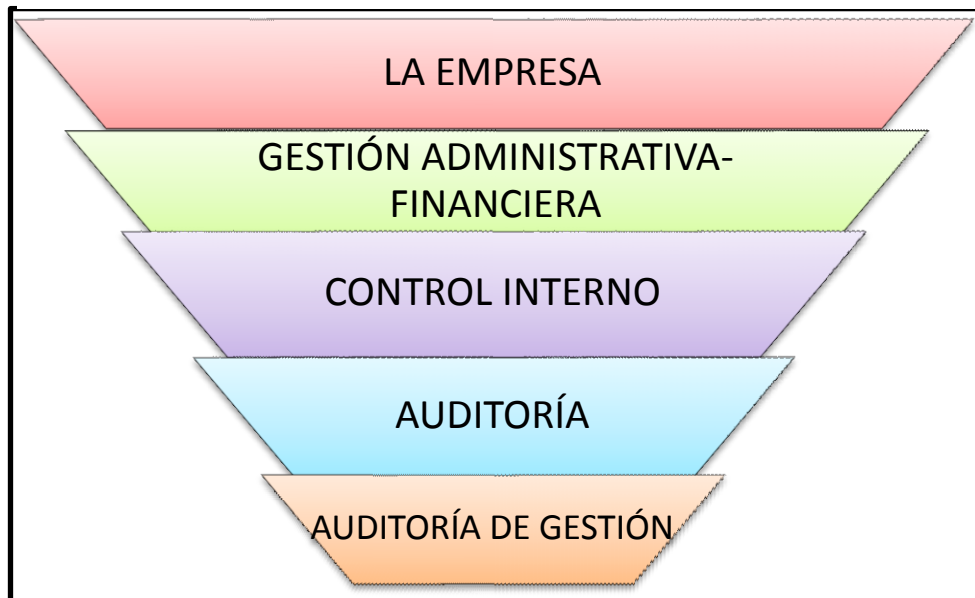 LA EMPRESA
GESTIÓN ADMINISTRATIVA-
FINANCIERA
CONTROL INTERNO
AUDITORÍA
AUDITORÍA DE GESTIÓN